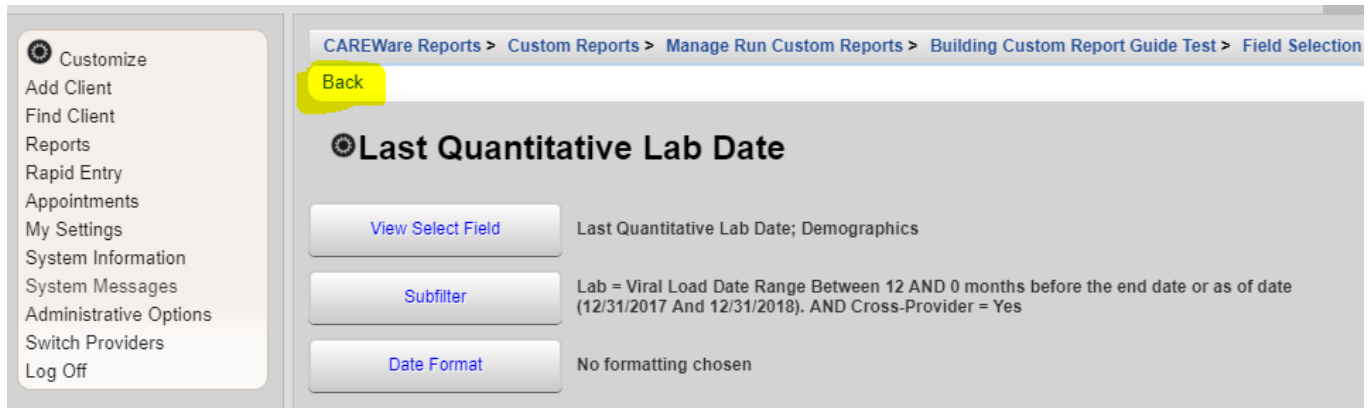 Customize
Add Client
Find Client
Reports
Rapid Entry
Appointments
My Settings
System Information
System Messages
Administrative Options
Switch Providers
Log Off
CAREWare Reports > Custom Reports > Manage Run Custom Reports > Building Custom Report Guide Test > Field Selection
Back
Last Quantitative Lab Date
View Select Field
Last Quantitative Lab Date; Demographics
Subfilter
Lab = Viral Load Date Range Between 12 AND 0 months before the end date or as of date
(12/31/2017 And 12/31/2018). AND Cross-Provider = Yes
Date Format
No formatting chosen